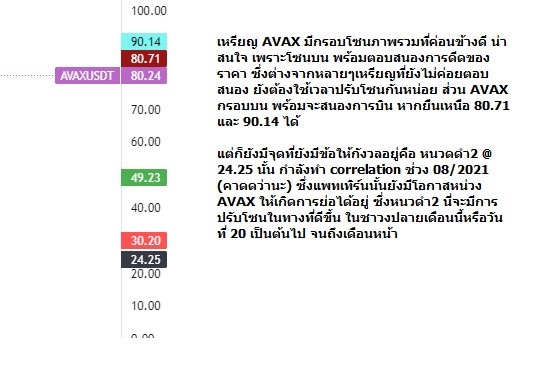 100.00
90.14
80.71
AVAXUSDT 80.24
70.00
60.00
49.23
40.00
30.20
24.25
20.00
10.00
0.00
เหรียญ AVAX มีกรอบโซนภาพรวมที่ค่อนข้างดี น่า
สนใจ เพราะโซนบน พร้อมตอบสนองการดีดของ
ราคา ซึ่งต่างจากหลายๆเหรียญที่ยังไม่ค่อยตอบ
สนอง ยังต้องใช้เวลาปรับโซนกันหน่อย ส่วน AVAX
กรอบบน พร้อมจะสนองการบิน หากยืนเหนือ 80.71
และ 90.14 ได้
แต่ก็ยังมีจุดที่ยังมีข้อให้กังวลอยู่คือ หนวดดำ2 @
24.25 นั้น กำลังทำ correlation ช่วง 08/2021
(คาดดว่านะ) ซึ่งแพทเทิร์นนั้นยังมีโอกาสหน่วง
AVAX ให้เกิดการย่อได้อยู่ ซึ่งหนวดดำ2 นี่จะมีการ
ปรับโซนในทางที่ดีขึ้น ในชาวงปลายเดือนนี้หรือวัน
ที่ 20 เป็นต้นไป จนถึงเดือนหน้า